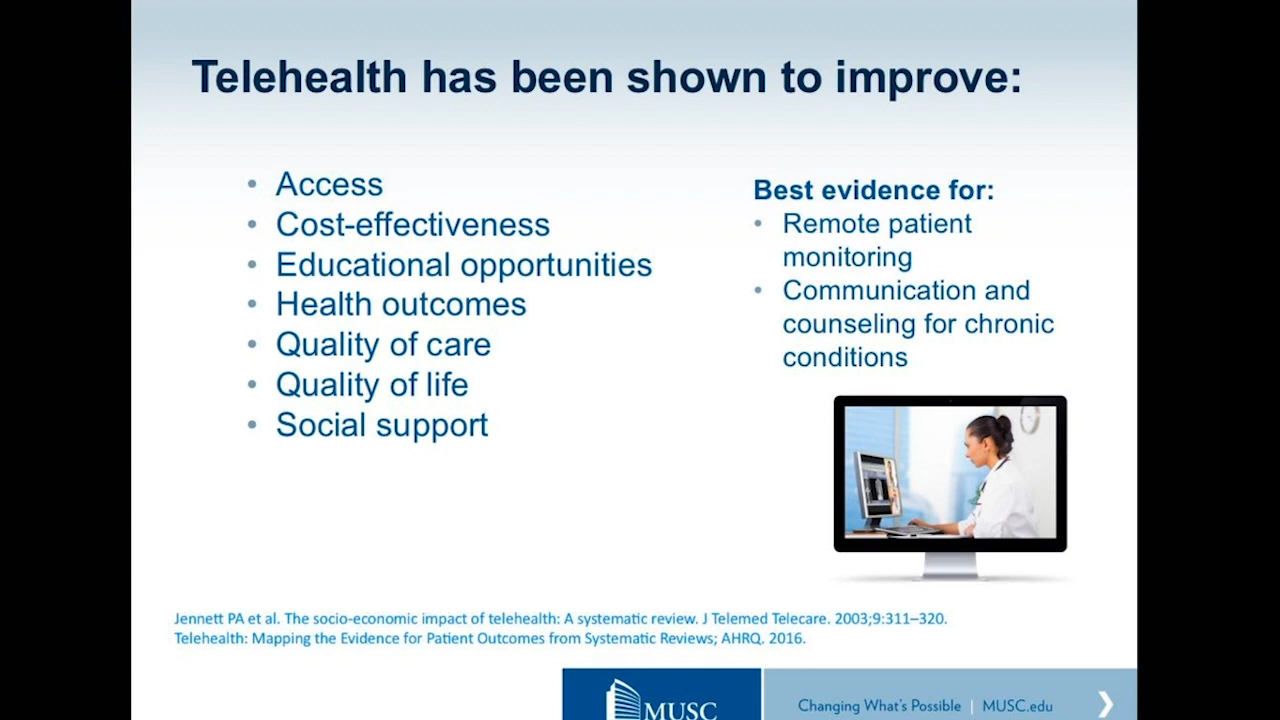 Telehealth has been shown to improve:
• Access
• Cost-effectiveness
• Educational opportunities
• Health outcomes
• Quality of care
• Quality of life
• Social support
Best evidence for:
• Remote patient
monitoring
• Communication and
counseling for chronic
conditions
Jennett PA et al. The socio-economic impact of telehealth: A systematic review. J Telemed Telecare. 2003;9:311–320.
Telehealth: Mapping the Evidence for Patient Outcomes from Systematic Reviews; AHRQ. 2016.
MUSC
Changing What's Possible | MUSC.edu